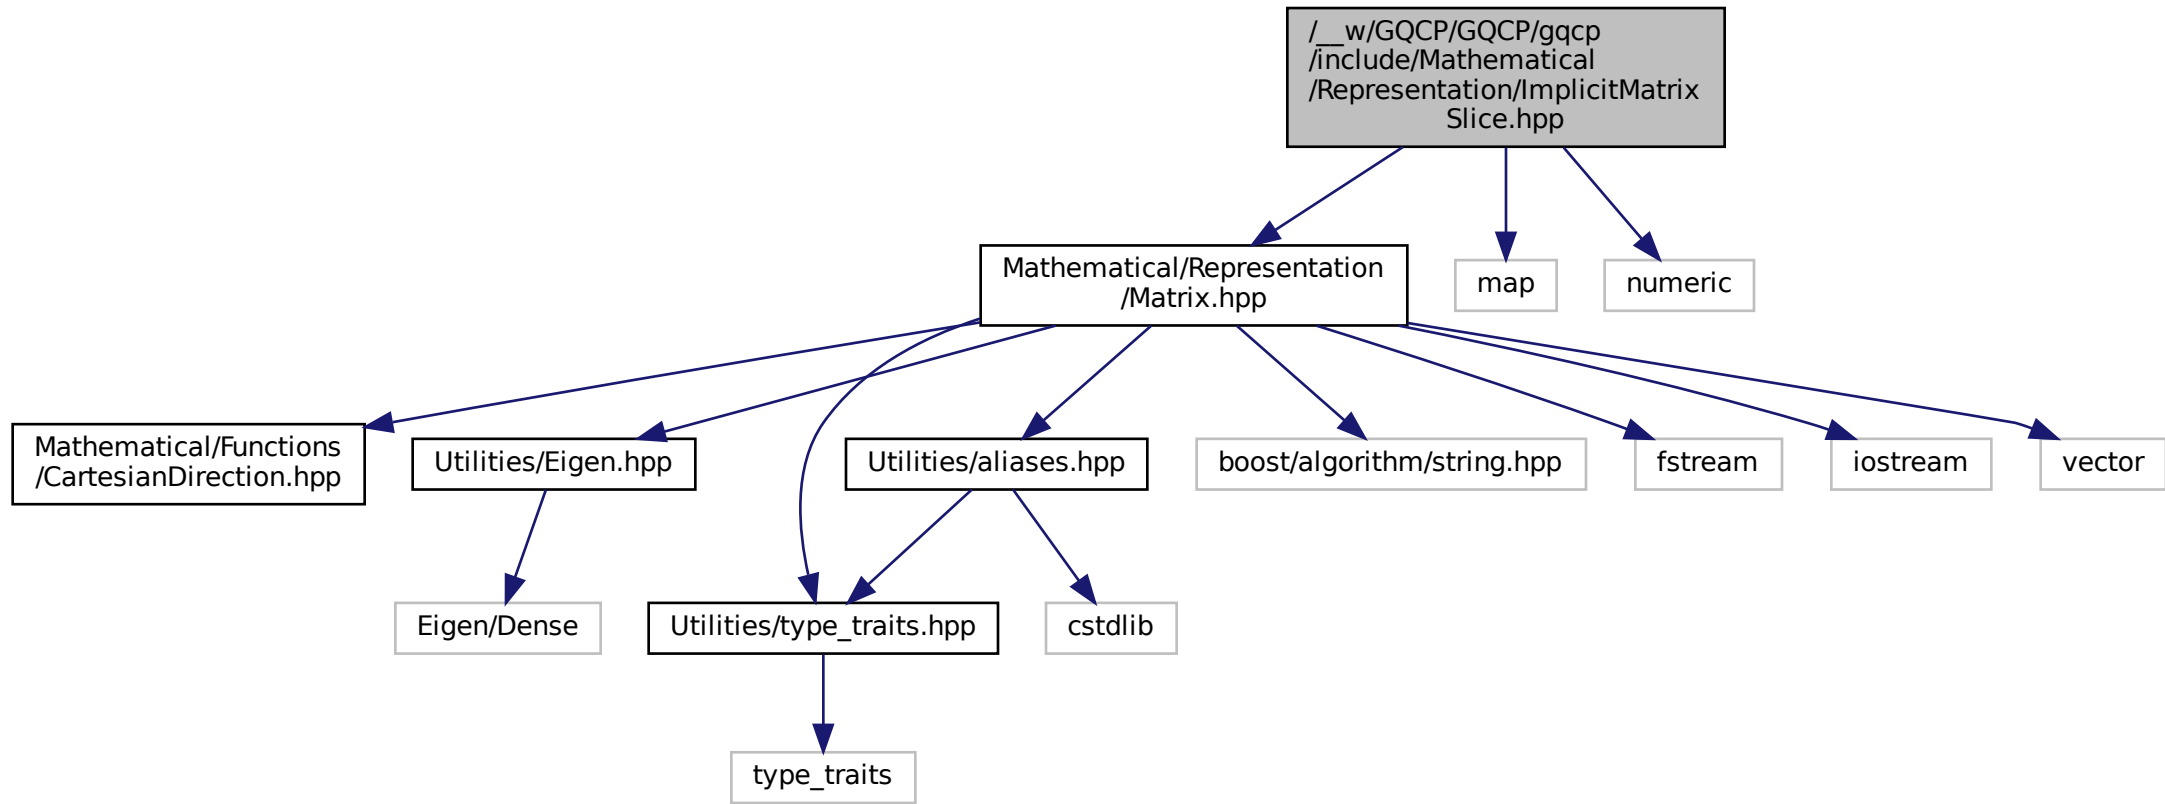 /__w/GQCP/GQCP/gqcp
/include/Mathematical
/Representation/ImplicitMatrix
Slice.hpp
Mathematical/Representation
/Matrix.hpp
map
numeric
Mathematical/Functions
/CartesianDirection.hpp
Utilities/Eigen.hpp
Utilities/aliases.hpp
boost/algorithm/string.hpp
fstream
iostream
vector
Eigen/Dense
Utilities/type_traits.hpp
cstdlib
type_traits